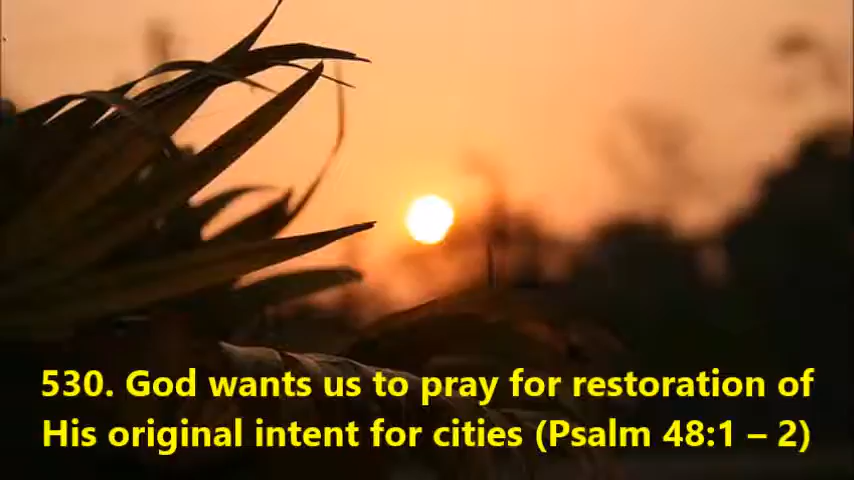 530. God wants us to pray for restoration of
His original intent for cities (Psalm 48:1 – 2)